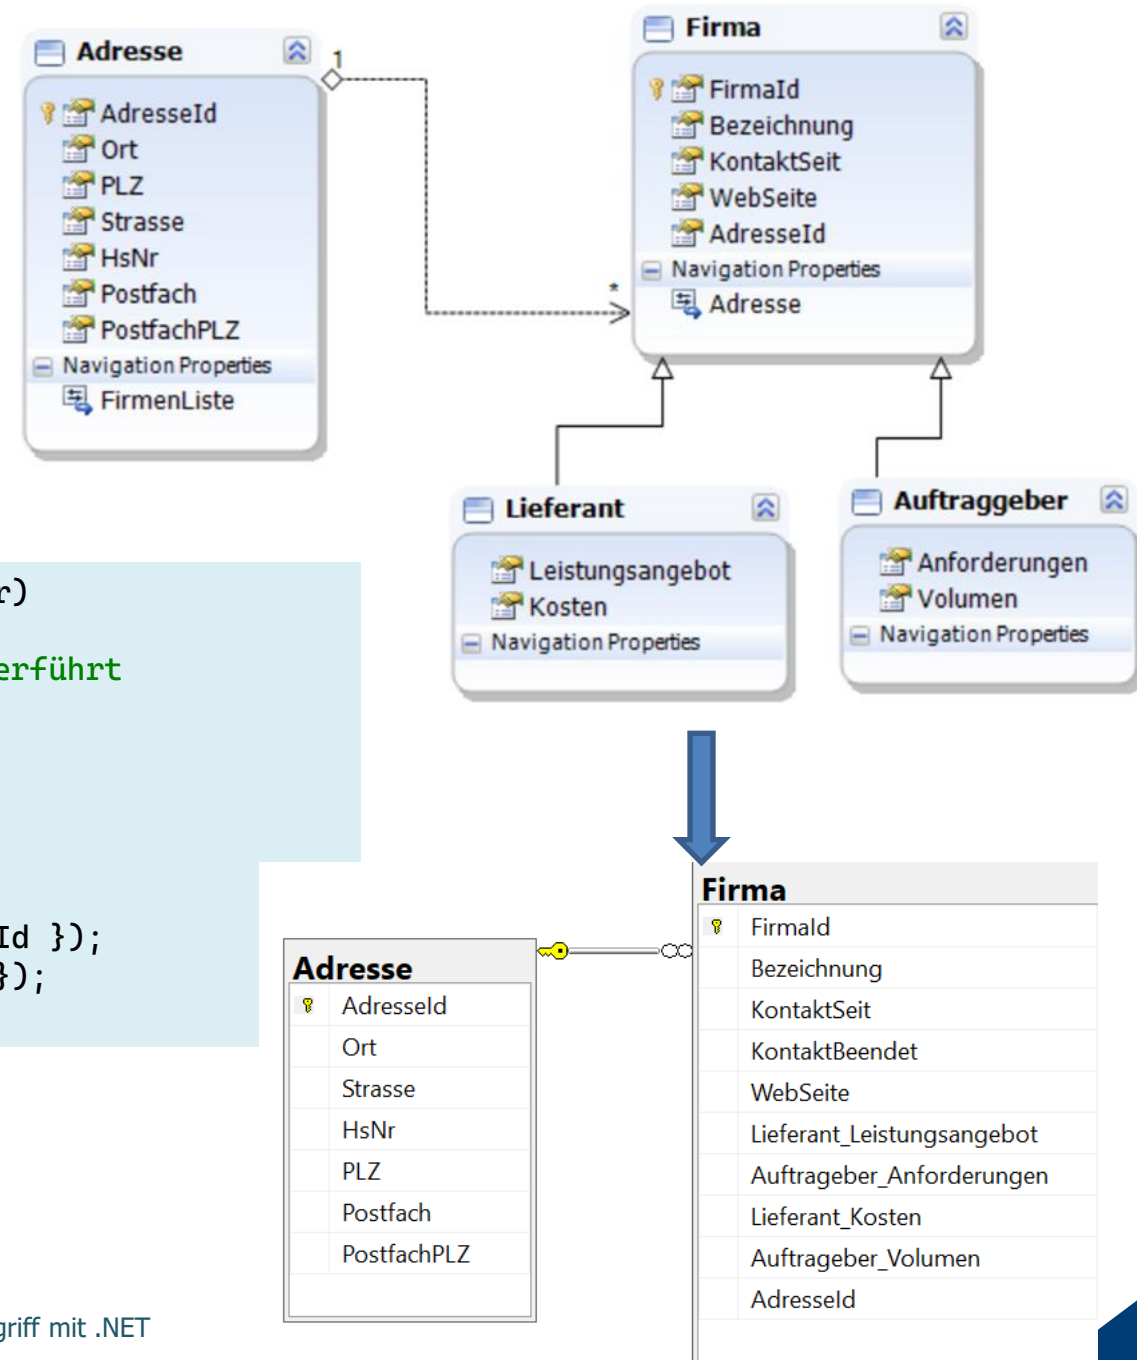 Adresse
AdresseId
Ort
PLZ
Strasse
HsNr
Postfach
PostfachPLZ
Navigation Properties
FirmenListe
1
*
Firma
FirmaId
Bezeichnung
KontaktSeit
WebSeite
AdresseId
Navigation Properties
Adresse
Lieferant
Leistungsangebot
Kosten
Navigation Properties
Auftraggeber
Anforderungen
Volumen
Navigation Properties
r)
erführt
Id });
});
Adresse
AdresseId
Ort
Strasse
HsNr
PLZ
Postfach
PostfachPLZ
Firma
FirmaId
Bezeichnung
KontaktSeit
KontaktBeendet
WebSeite
Lieferant_Leistungsangebot
Auftrageber_Anforderungen
Lieferant_Kosten
Auftrageber_Volumen
AdresseId
griff mit .NET